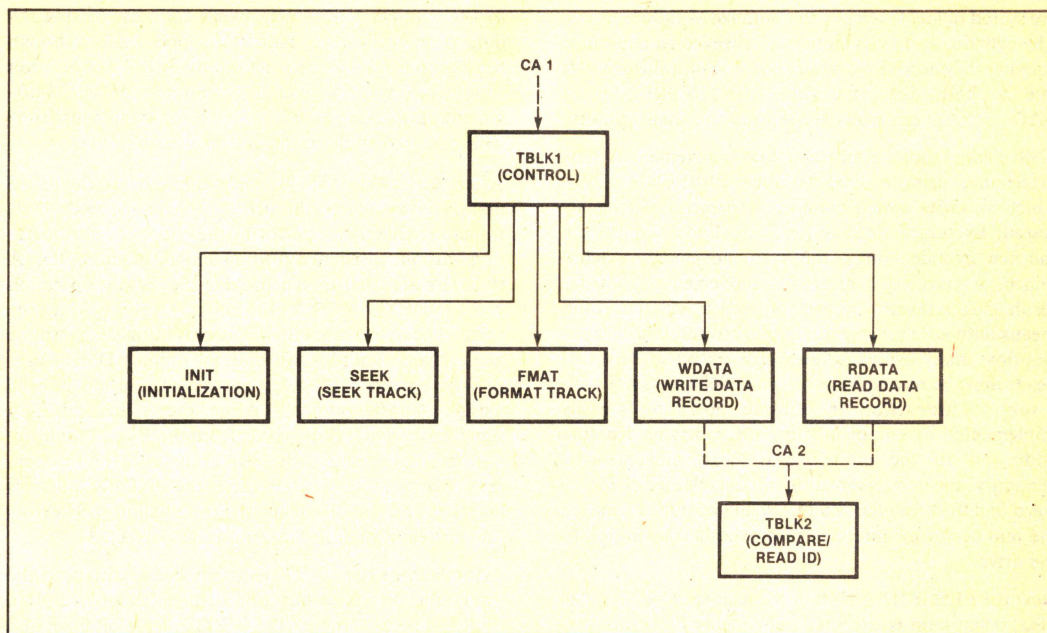 CA 1
TBLK1
(CONTROL)
INIT
(INITIALIZATION)
SEEK
(SEEK TRACK)
FMAT
(FORMAT TRACK)
WDATA
(WRITE DATA
RECORD)
RDATA
(READ DATA
RECORD)
CA 2
TBLK2
(COMPARE/
READ ID)